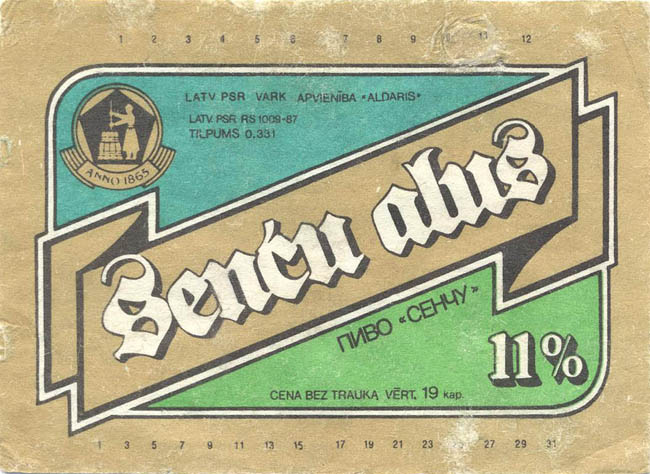 1 2 3 4 5 6 7 8 9 10 11 12
LATV PSR VARK APVIENĪBA "ALDARIS"
LATV. PSR RS 1009-87
TILPUMS 0,33l
ANNO 1865
Senču alus
ПИВО «СЕНЧУ»
11%
CENA BEZ TRAUKA VĒRT. 19 kap.
1 3 5 7 9 11 13 15 17 19 21 23 27 29 31